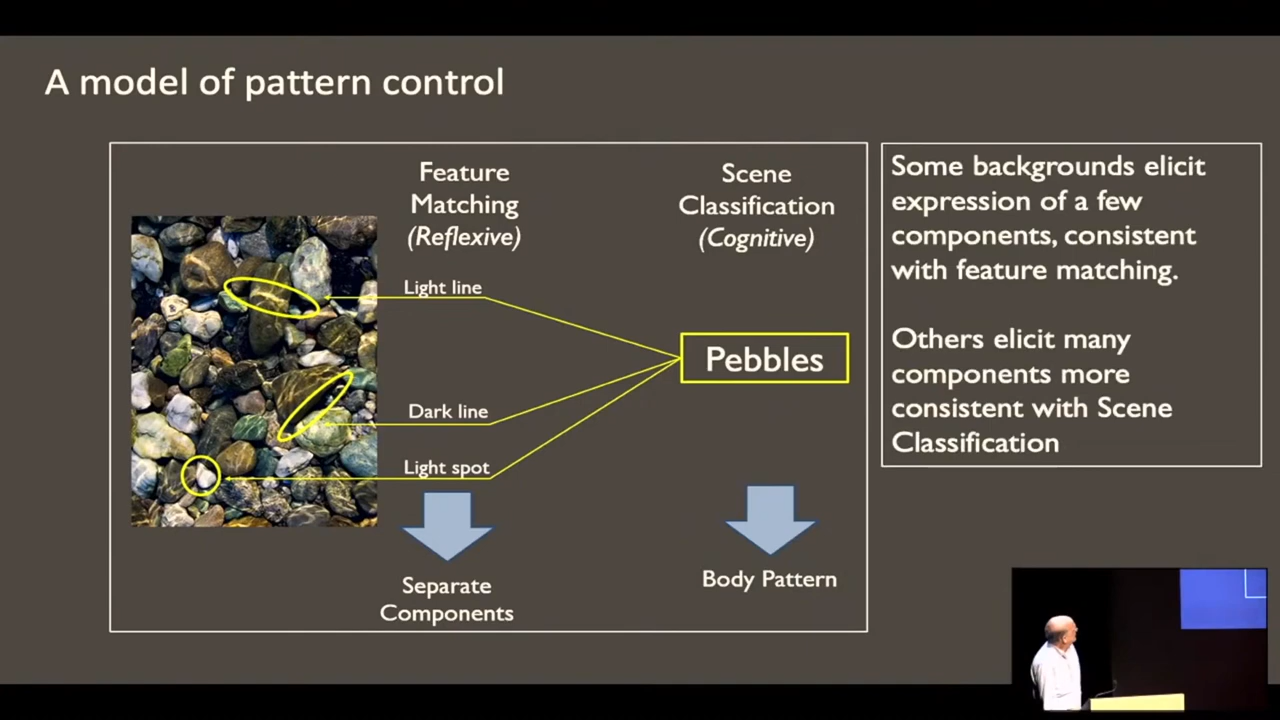 A model of pattern control
Feature
Matching
(Reflexive)
Scene
Classification
(Cognitive)
Light line
Pebbles
Dark line
Light spot
Separate
Components
Body Pattern
Some backgrounds elicit
expression of a few
components, consistent
with feature matching.
Others elicit many
components more
consistent with Scene
Classification